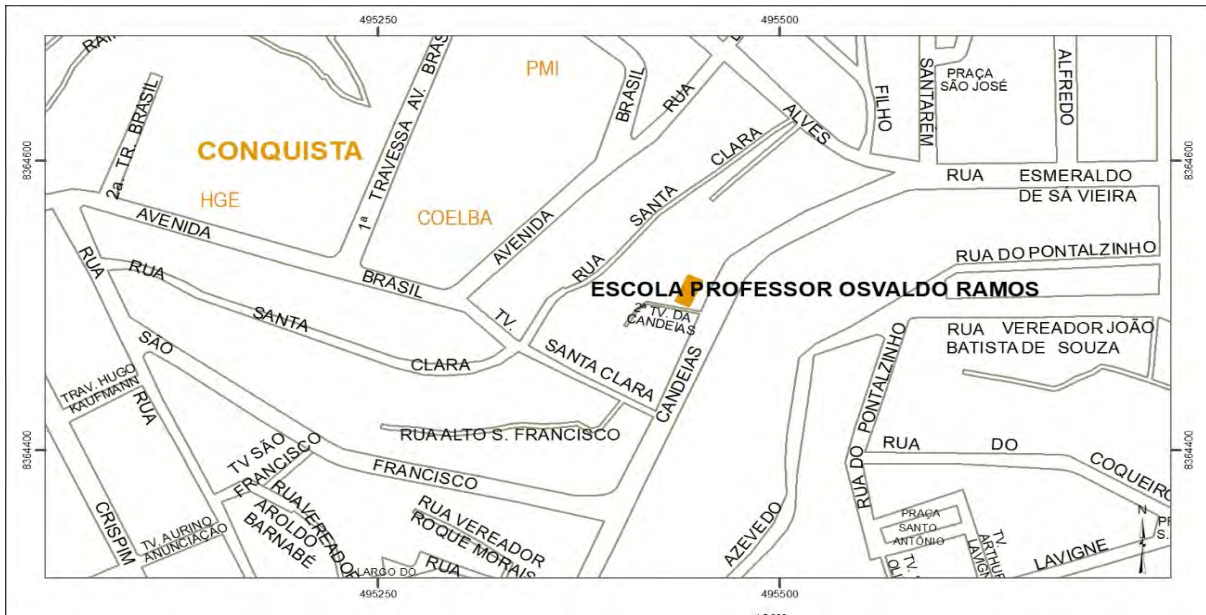 495250
495500
BRASIL
PMI
RUA
BRASIL
ALVES
FILHO
SANTARÉM
PRAÇA
SÃO JOSÉ
ALFREDO
2a. TR. BRASIL
CONQUISTA
1ª TRAVESSA AV. BRAS
8364600
8364600
CLARA
SANTA
RUA
RUA ESMERALDO
DE SÁ VIEIRA
HGE
COELBA
AVENIDA
AVENIDA
BRASIL
RUA
RUA
SANTA
CLARA
RUA DO PONTALZINHO
ESCOLA PROFESSOR OSVALDO RAMOS
2ª TV. DA
CANDEIAS
TV.
SANTA CLARA
CANDEIAS
RUA VEREADOR JOÃO
BATISTA DE SOUZA
SÃO
FRANCISCO
TRAV. HUGO
KAUFMANN
RUA
RUA ALTO S. FRANCISCO
RUA DO PONTALZINHO
RUA DO
COQUEIRO
8364400
8364400
TV SÃO
FRANCISCO
RUA VEREADOR
AROLDO
BARNABÉ
RUA VEREADOR
ROQUE MORAIS
CRISPIM
TV. AURINO
ANUNCIAÇÃO
AZEVEDO
PRAÇA
SANTO
ANTÔNIO
TV.
ARTHUR
LAVIGN
LAVIGNE
N
LARGO DO
RUA
495250
495500